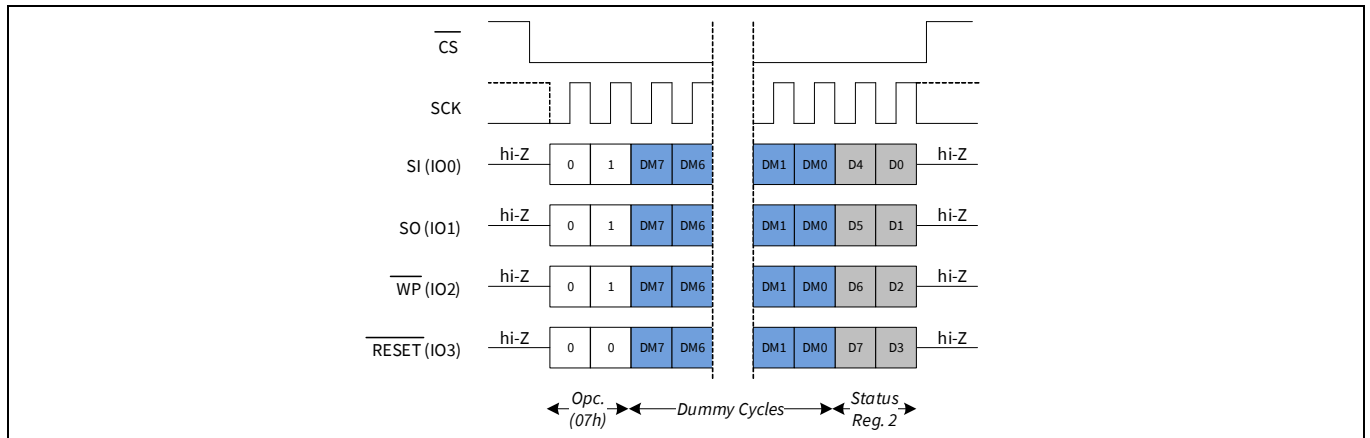 CS
SCK
SI (IO0) hi-Z 0 1 DM7 DM6 DM1 DM0 D4 D0 hi-Z
SO (IO1) hi-Z 0 1 DM7 DM6 DM1 DM0 D5 D1 hi-Z
WP (IO2) hi-Z 0 1 DM7 DM6 DM1 DM0 D6 D2 hi-Z
RESET (IO3) hi-Z 0 0 DM7 DM6 DM1 DM0 D7 D3 hi-Z
Opc. Status
(07h) Dummy Cycles Reg. 2